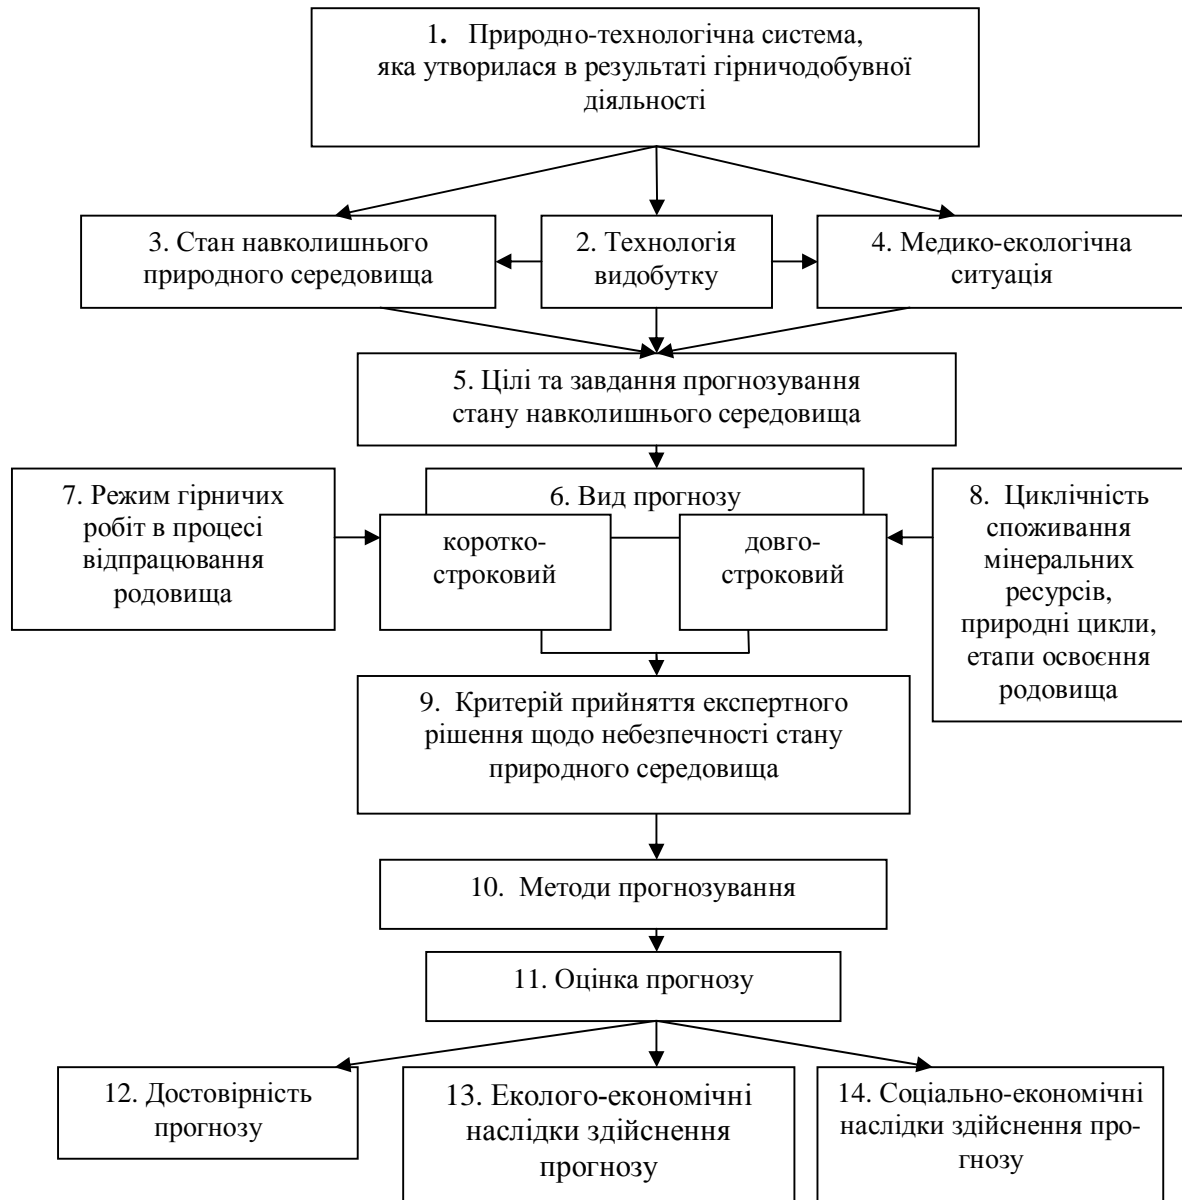 1. Природно-технологічна система,
яка утворилася в результаті гірничодобувної
діяльності
3. Стан навколишнього
природного середовища
2. Технологія
видобутку
4. Медико-екологічна
ситуація
5. Цілі та завдання прогнозування
стану навколишнього середовища
7. Режим гірничих
робіт в процесі
відпрацювання
родовища
6. Вид прогнозу
коротко-
строковий
довго-
строковий
8. Циклічність
споживання
мінеральних
ресурсів,
природні цикли,
етапи освоєння
родовища
9. Критерій прийняття експертного
рішення щодо небезпечності стану
природного середовища
10. Методи прогнозування
11. Оцінка прогнозу
12. Достовірність
прогнозу
13. Еколого-економічні
наслідки здійснення
прогнозу
14. Соціально-економічні
наслідки здійснення про-
гнозу